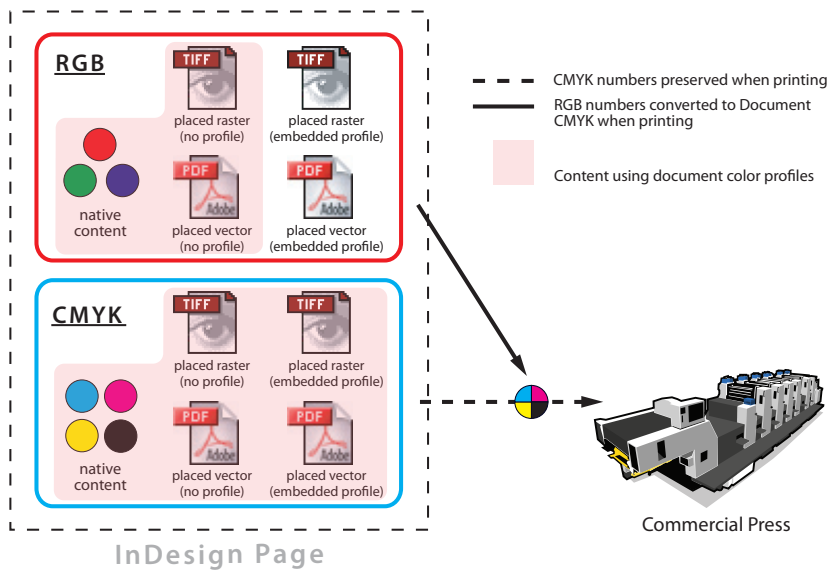 RGB
TIFF
placed raster
(no profile)
TIFF
placed raster
(embedded profile)
native
content
PDF
Adobe
placed vector
(no profile)
PDF
Adobe
placed vector
(embedded profile)
CMYK
TIFF
placed raster
(no profile)
TIFF
placed raster
(embedded profile)
native
content
PDF
Adobe
placed vector
(no profile)
PDF
Adobe
placed vector
(embedded profile)
InDesign Page
CMYK numbers preserved when printing
RGB numbers converted to Document
CMYK when printing
Content using document color profiles
Commercial Press